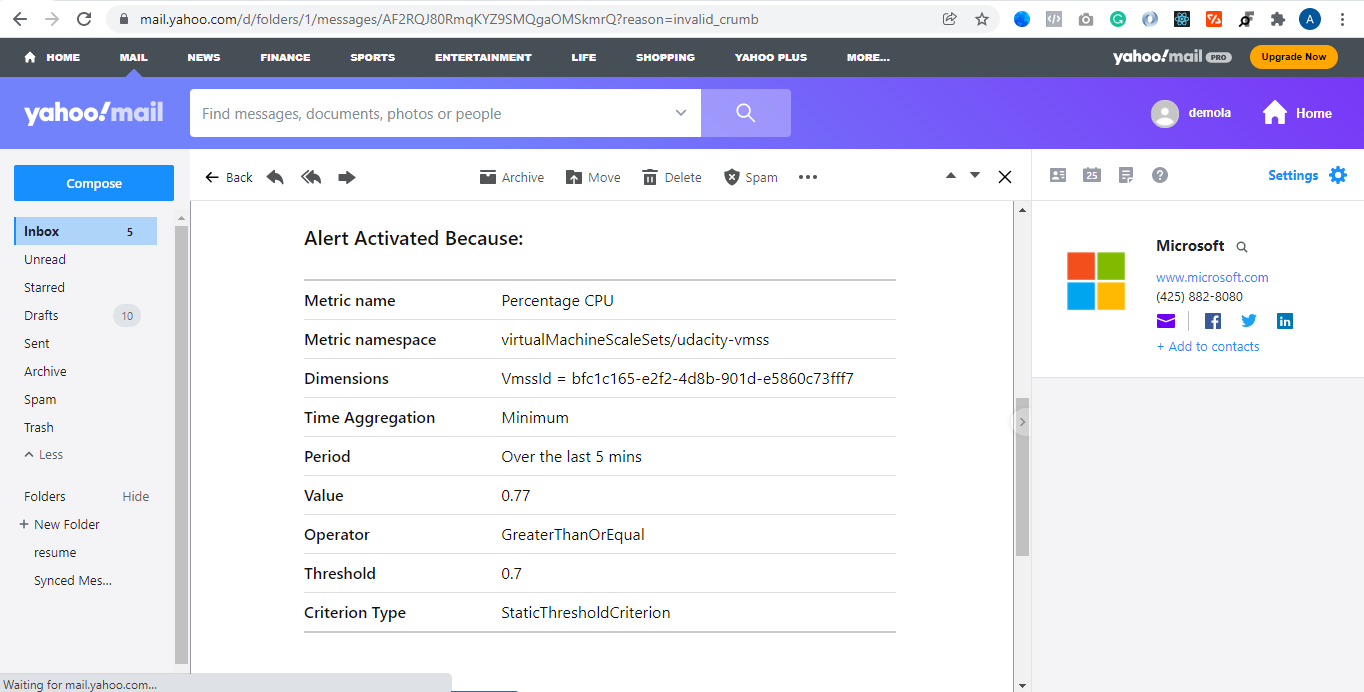 mail.yahoo.com/d/folders/1/messages/AF2RQJ80RmqKYZ9SMQgaOMSkmrQ?reason=invalid_crumb
A
HOME MAIL NEWS FINANCE SPORTS ENTERTAINMENT LIFE SHOPPING YAHOO PLUS MORE... yahoo!mail PRO Upgrade Now
yahoo!mail Find messages, documents, photos or people demola Home
Compose
Back Archive Move Delete Spam 25 Settings
Inbox 5
Unread
Starred
Drafts 10
Sent
Archive
Spam
Trash
Less
Folders Hide
+ New Folder
resume
Synced Mes...
Alert Activated Because:
Metric name Percentage CPU
Metric namespace virtualMachineScaleSets/udacity-vmss
Dimensions VmssId = bfc1c165-e2f2-4d8b-901d-e5860c73fff7
Time Aggregation Minimum
Period Over the last 5 mins
Value 0.77
Operator GreaterThanOrEqual
Threshold 0.7
Criterion Type StaticThresholdCriterion
Microsoft
www.microsoft.com
(425) 882-8080
+ Add to contacts
Waiting for mail.yahoo.com...